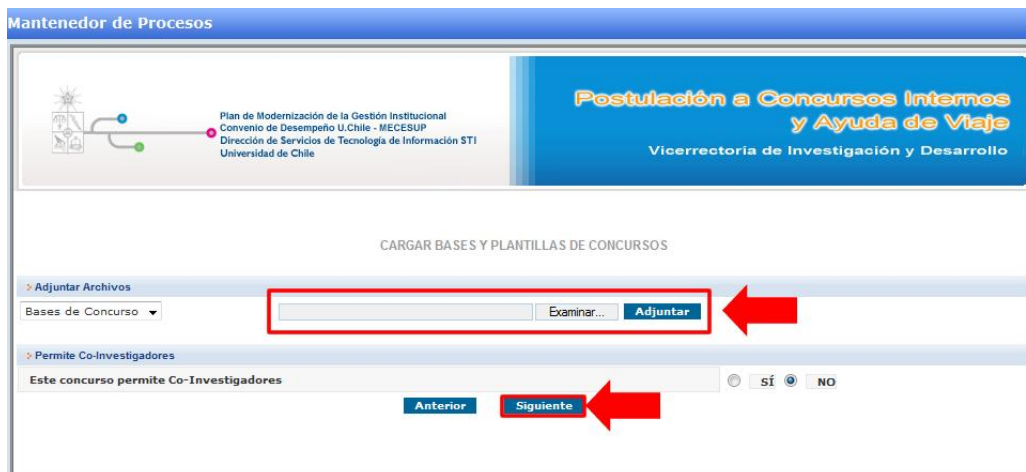 Mantenedor de Procesos
Plan de Modernización de la Gestión Institucional
Convenio de Desempeño U.Chile - MECESUP
Dirección de Servicios de Tecnología de Información STI
Universidad de Chile
Postulación a Concursos Internos
y Ayuda de Viaje
Vicerrectoria de Investigación y Desarrollo
CARGAR BASES Y PLANTILLAS DE CONCURSOS
Adjuntar Archivos
Bases de Concurso Examinar... Adjuntar
Permite Co-Investigadores
Este concurso permite Co-Investigadores SÍ NO
Anterior Siguiente